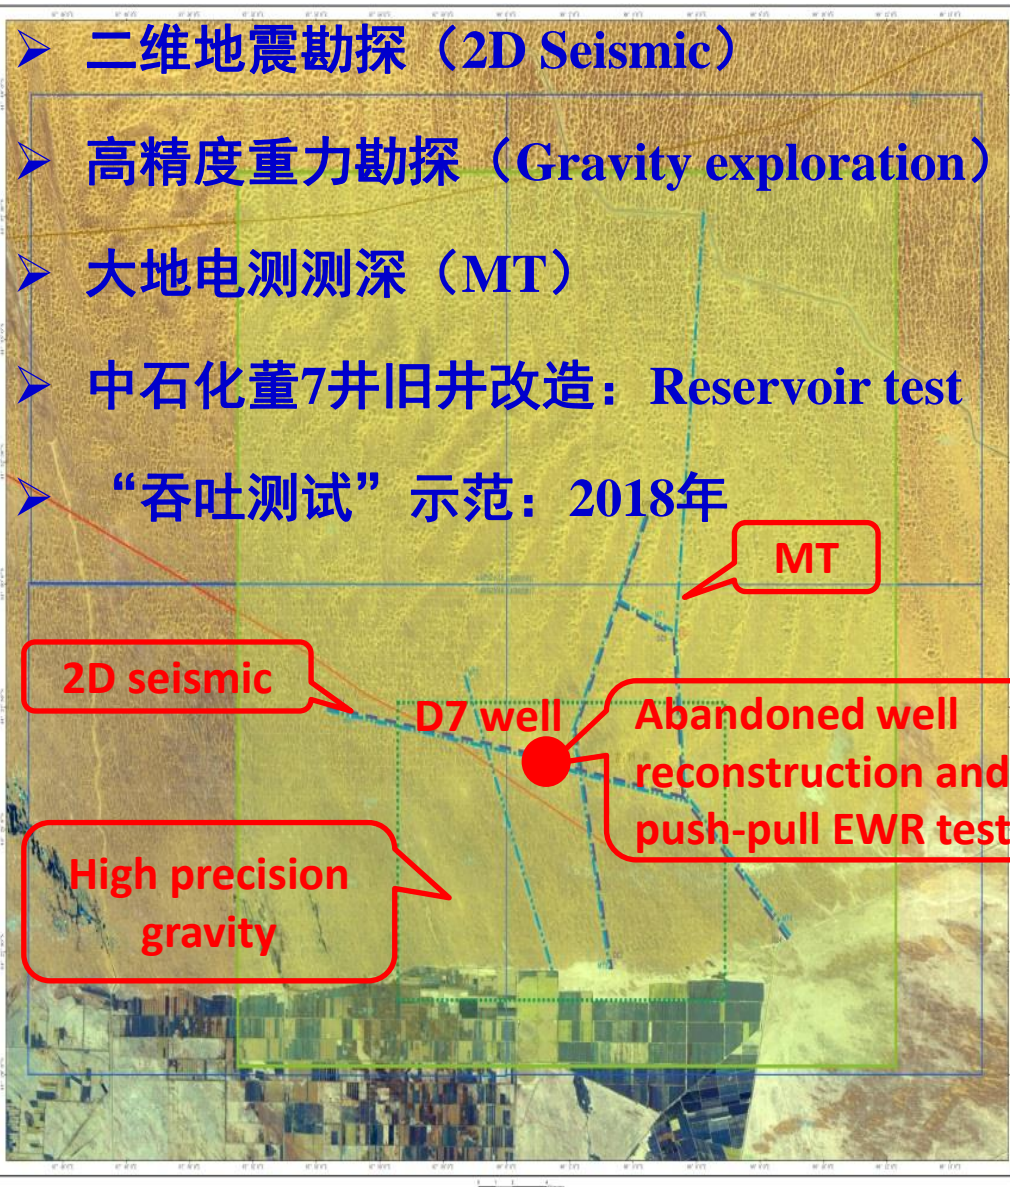 ➢ 二维地震勘探（2D Seismic）
➢ 高精度重力勘探（Gravity exploration）
➢ 大地电测测深（MT）
➢ 中石化董7井旧井改造：Reservoir test
➢ “吞吐测试”示范：2018年
MT
2D seismic
D7 well
Abandoned well
reconstruction and
push-pull EWR test
High precision
gravity